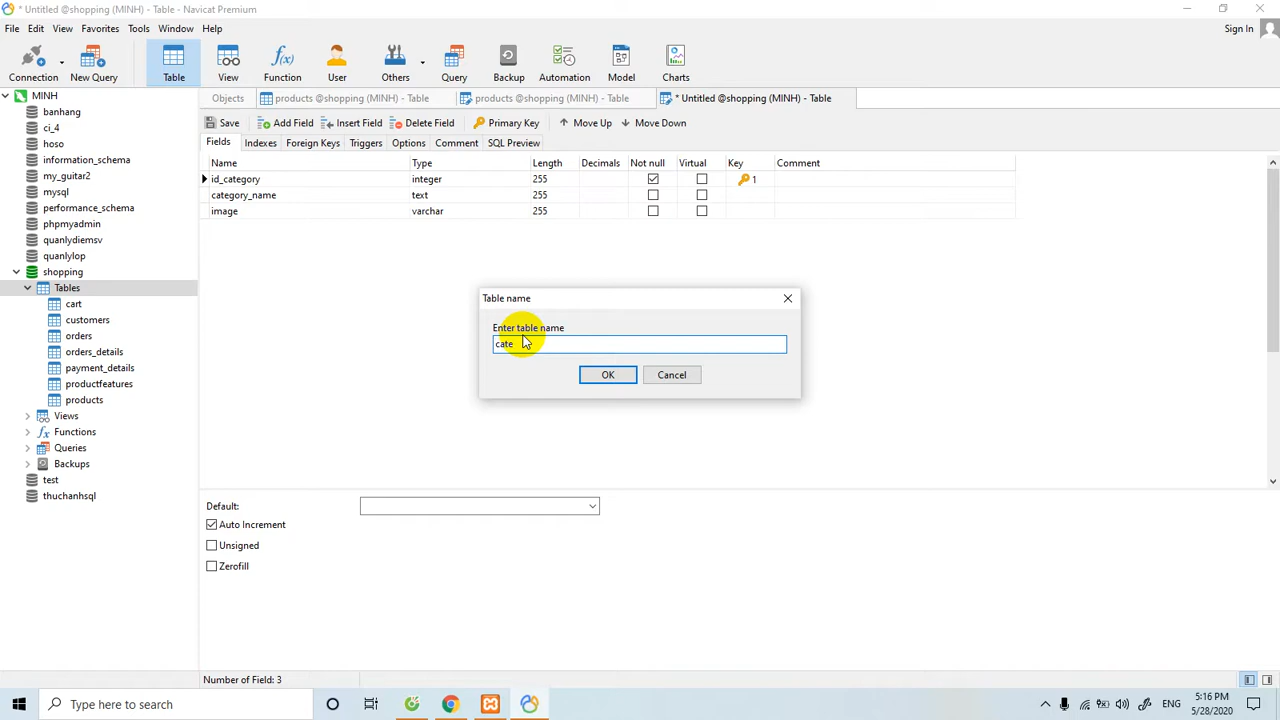 * Untitled @shopping (MINH) - Table - Navicat Premium
File Edit View Favorites Tools Window Help
Sign In
Connection New Query Table View Function User Others Query Backup Automation Model Charts
MINH
banhang
ci_4
hoso
information_schema
my_guitar2
mysql
performance_schema
phpmyadmin
quanlydiemsv
quanlylop
shopping
Tables
cart
customers
orders
orders_details
payment_details
productfeatures
products
Views
Functions
Queries
Backups
test
thuchanhsql
Objects products @shopping (MINH) - Table products @shopping (MINH) - Table * Untitled @shopping (MINH) - Table
Save Add Field Insert Field Delete Field Primary Key Move Up Move Down
Fields Indexes Foreign Keys Triggers Options Comment SQL Preview
Name Type Length Decimals Not null Virtual Key Comment
id_category integer 255 1
category_name text 255
image varchar 255
Table name
Enter table name
cate
OK Cancel
Default:
Auto Increment
Unsigned
Zerofill
Number of Field: 3
Type here to search
ENG
5:16 PM
5/28/2020